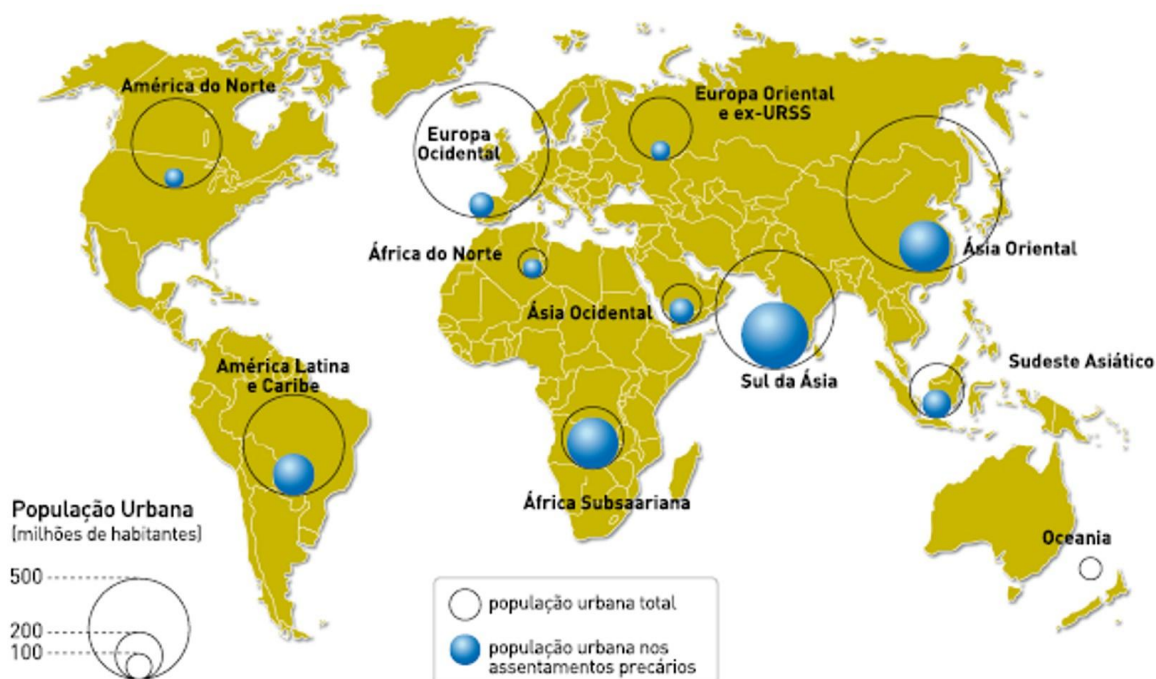 América do Norte
Europa
Ocidental
Europa Oriental
e ex-URSS
África do Norte
Ásia Oriental
Ásia Ocidental
Sul da Ásia
Sudeste Asiático
América Latina
e Caribe
África Subsaariana
Oceania
População Urbana
(milhões de habitantes)
500
200
100
população urbana total
população urbana nos
assentamentos precários